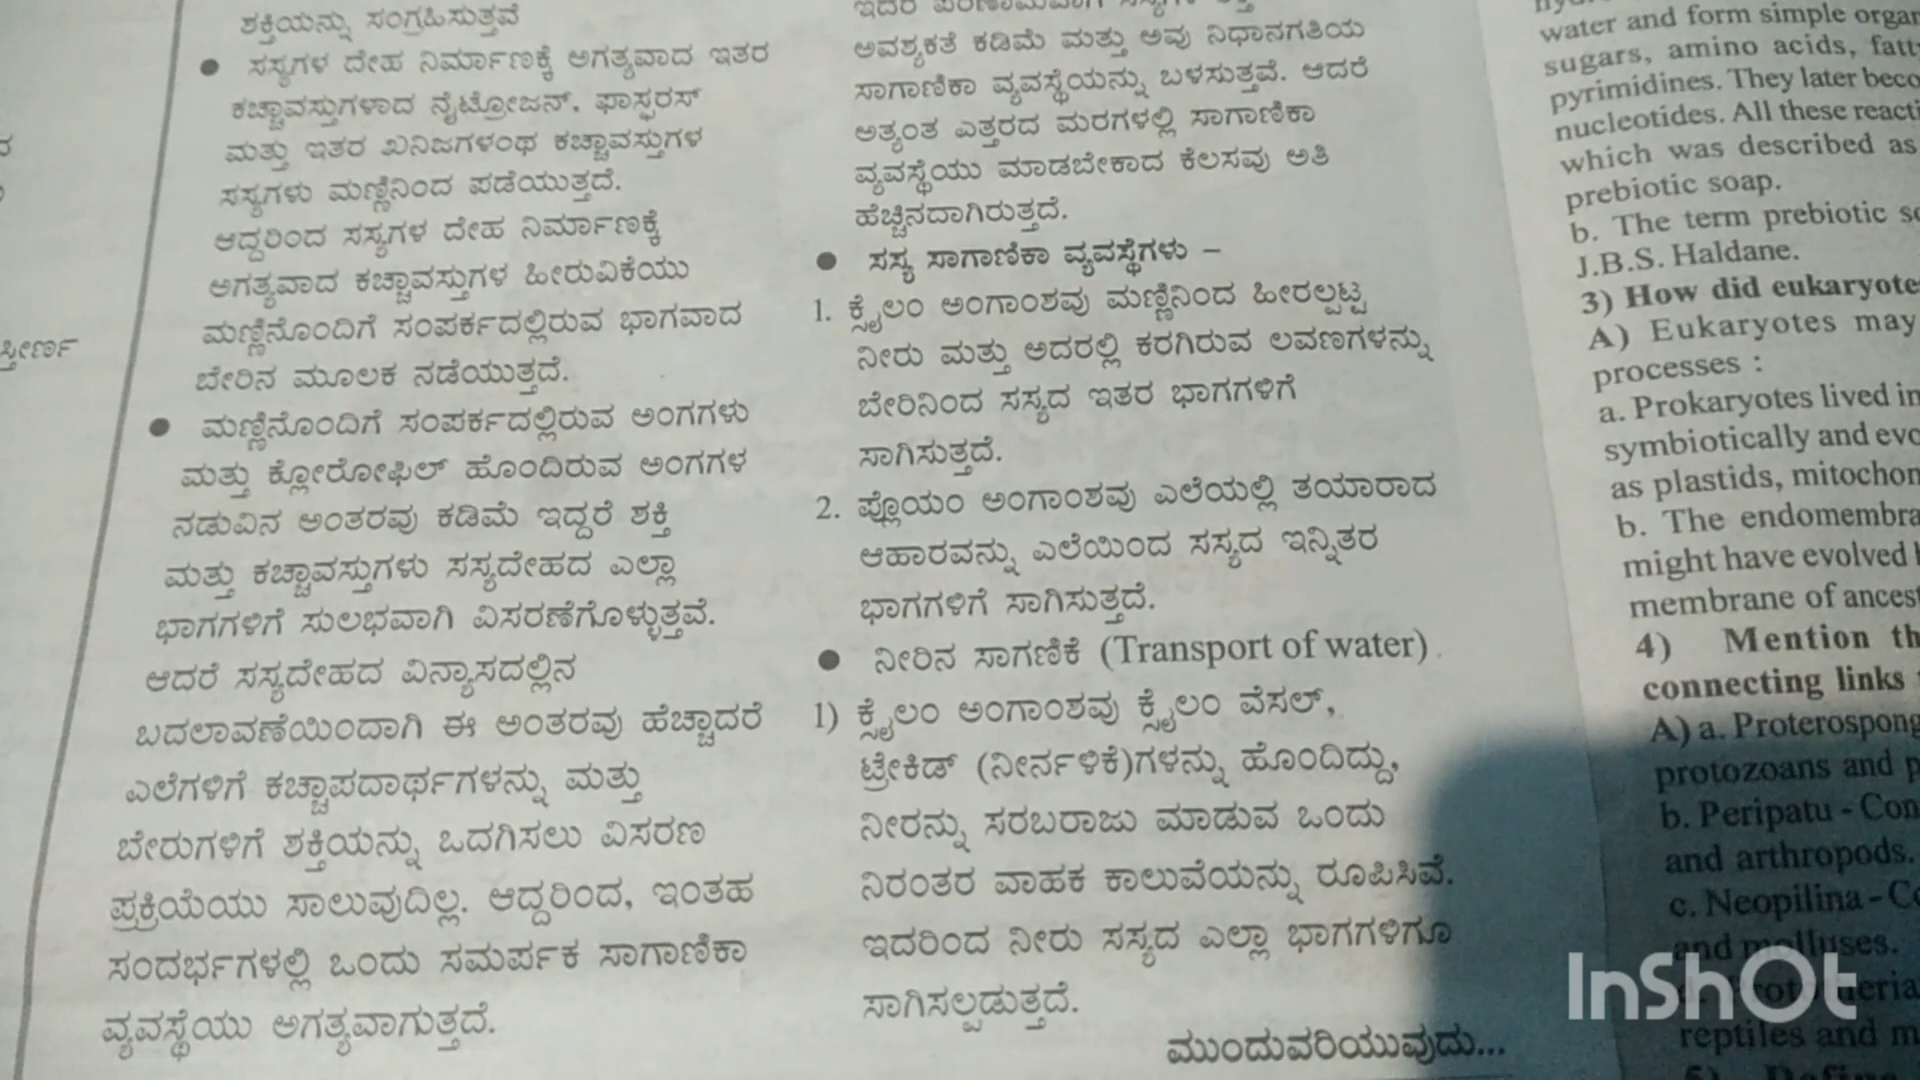 ಶಕ್ತಿಯನ್ನು ಸಂಗ್ರಹಿಸುತ್ತವೆ
● ಸಸ್ಯಗಳ ದೇಹ ನಿರ್ಮಾಣಕ್ಕೆ ಅಗತ್ಯವಾದ ಇತರ
ಕಚ್ಚಾವಸ್ತುಗಳಾದ ನೈಟ್ರೋಜನ್, ಫಾಸ್ಫರಸ್
ಮತ್ತು ಇತರ ಖನಿಜಗಳಂಥ ಕಚ್ಚಾವಸ್ತುಗಳ
ಸಸ್ಯಗಳು ಮಣ್ಣಿನಿಂದ ಪಡೆಯುತ್ತದೆ.
ಆದ್ದರಿಂದ ಸಸ್ಯಗಳ ದೇಹ ನಿರ್ಮಾಣಕ್ಕೆ
ಅಗತ್ಯವಾದ ಕಚ್ಚಾವಸ್ತುಗಳ ಹೀರುವಿಕೆಯು
ಮಣ್ಣಿನೊಂದಿಗೆ ಸಂಪರ್ಕದಲ್ಲಿರುವ ಭಾಗವಾದ
ಬೇರಿನ ಮೂಲಕ ನಡೆಯುತ್ತದೆ.
● ಮಣ್ಣಿನೊಂದಿಗೆ ಸಂಪರ್ಕದಲ್ಲಿರುವ ಅಂಗಗಳು
ಮತ್ತು ಕ್ಲೋರೋಫಿಲ್ ಹೊಂದಿರುವ ಅಂಗಗಳ
ನಡುವಿನ ಅಂತರವು ಕಡಿಮೆ ಇದ್ದರೆ ಶಕ್ತಿ
ಮತ್ತು ಕಚ್ಚಾವಸ್ತುಗಳು ಸಸ್ಯದೇಹದ ಎಲ್ಲಾ
ಭಾಗಗಳಿಗೆ ಸುಲಭವಾಗಿ ವಿಸರಣೆಗೊಳ್ಳುತ್ತವೆ.
ಆದರೆ ಸಸ್ಯದೇಹದ ವಿನ್ಯಾಸದಲ್ಲಿನ
ಬದಲಾವಣೆಯಿಂದಾಗಿ ಈ ಅಂತರವು ಹೆಚ್ಚಾದರೆ
ಎಲೆಗಳಿಗೆ ಕಚ್ಚಾಪದಾರ್ಥಗಳನ್ನು ಮತ್ತು
ಬೇರುಗಳಿಗೆ ಶಕ್ತಿಯನ್ನು ಒದಗಿಸಲು ವಿಸರಣ
ಪ್ರಕ್ರಿಯೆಯು ಸಾಲುವುದಿಲ್ಲ. ಆದ್ದರಿಂದ, ಇಂತಹ
ಸಂದರ್ಭಗಳಲ್ಲಿ ಒಂದು ಸಮರ್ಪಕ ಸಾಗಾಣಿಕಾ
ವ್ಯವಸ್ಥೆಯು ಅಗತ್ಯವಾಗುತ್ತದೆ.
ಅವಶ್ಯಕತೆ ಕಡಿಮೆ ಮತ್ತು ಅವು ನಿಧಾನಗತಿಯ
ಸಾಗಾಣಿಕಾ ವ್ಯವಸ್ಥೆಯನ್ನು ಬಳಸುತ್ತವೆ. ಆದರೆ
ಅತ್ಯಂತ ಎತ್ತರದ ಮರಗಳಲ್ಲಿ ಸಾಗಾಣಿಕಾ
ವ್ಯವಸ್ಥೆಯು ಮಾಡಬೇಕಾದ ಕೆಲಸವು ಅತಿ
ಹೆಚ್ಚಿನದಾಗಿರುತ್ತದೆ.
● ಸಸ್ಯ ಸಾಗಾಣಿಕಾ ವ್ಯವಸ್ಥೆಗಳು –
1. ಕ್ಸೈಲಂ ಅಂಗಾಂಶವು ಮಣ್ಣಿನಿಂದ ಹೀರಲ್ಪಟ್ಟ
ನೀರು ಮತ್ತು ಅದರಲ್ಲಿ ಕರಗಿರುವ ಲವಣಗಳನ್ನು
ಬೇರಿನಿಂದ ಸಸ್ಯದ ಇತರ ಭಾಗಗಳಿಗೆ
ಸಾಗಿಸುತ್ತದೆ.
2. ಪ್ಲೊಯಂ ಅಂಗಾಂಶವು ಎಲೆಯಲ್ಲಿ ತಯಾರಾದ
ಆಹಾರವನ್ನು ಎಲೆಯಿಂದ ಸಸ್ಯದ ಇನ್ನಿತರ
ಭಾಗಗಳಿಗೆ ಸಾಗಿಸುತ್ತದೆ.
● ನೀರಿನ ಸಾಗಣಿಕೆ (Transport of water)
1) ಕ್ಸೈಲಂ ಅಂಗಾಂಶವು ಕ್ಸೈಲಂ ವೆಸಲ್,
ಟ್ರೇಕಿಡ್ (ನೀರ್ನಳಿಕೆ)ಗಳನ್ನು ಹೊಂದಿದ್ದು,
ನೀರನ್ನು ಸರಬರಾಜು ಮಾಡುವ ಒಂದು
ನಿರಂತರ ವಾಹಕ ಕಾಲುವೆಯನ್ನು ರೂಪಿಸಿವೆ.
ಇದರಿಂದ ನೀರು ಸಸ್ಯದ ಎಲ್ಲಾ ಭಾಗಗಳಿಗೂ
ಸಾಗಿಸಲ್ಪಡುತ್ತದೆ.
ಮುಂದುವರಿಯುವುದು...
water and form simple organ
sugars, amino acids, fatt
pyrimidines. They later beco
nucleotides. All these reacti
which was described as
prebiotic soap.
b. The term prebiotic so
J.B.S. Haldane.
3) How did eukaryote
A) Eukaryotes may
processes :
a. Prokaryotes lived in
symbiotically and evo
as plastids, mitochon
b. The endomembra
might have evolved
membrane of ancest
4) Mention th
connecting links
A) a. Proterospong
protozoans and p
b. Peripatu - Con
and arthropods.
c. Neopilina - Co
and molluses.
reptiles and m
InShOt